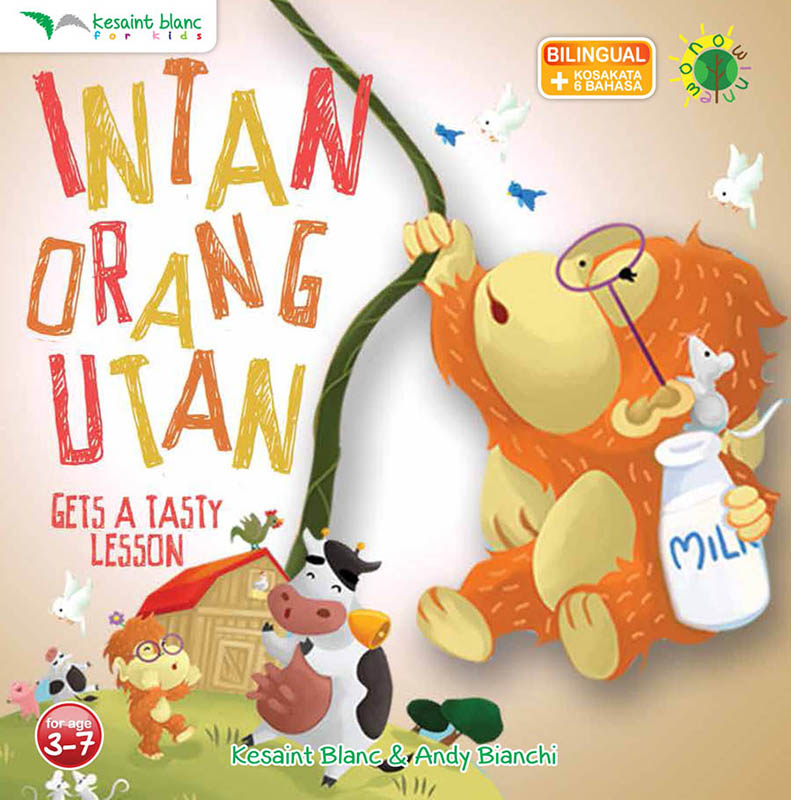 kesaint blanc
for kids
BILINGUAL
+ KOSAKATA
6 BAHASA
wonowinule
INTAN
ORANG
UTAN
GETS A TASTY
LESSON
MILK
for age
3-7
Kesaint Blanc & Andy Bianchi